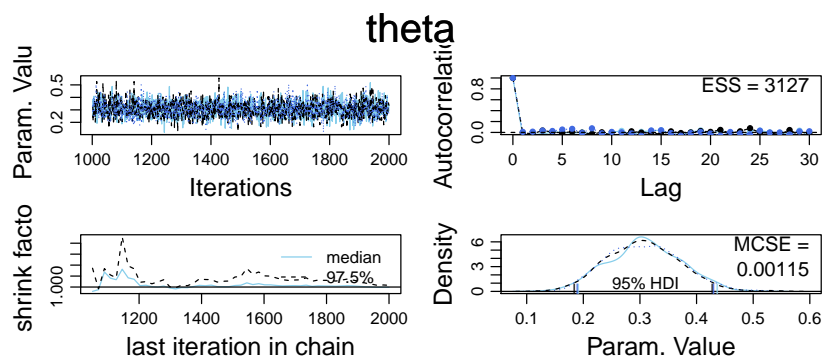 theta
Param. Valu
0.2 0.5
1000 1200 1400 1600 1800 2000
Iterations
Autocorrelatio
0.0 0.8
ESS = 3127
0 5 10 15 20 25 30
Lag
shrink facto
1.000
median
97.5%
1200 1400 1600 1800 2000
last iteration in chain
Density
0 3 6
MCSE =
0.00115
95% HDI
0.1 0.2 0.3 0.4 0.5 0.6
Param. Value